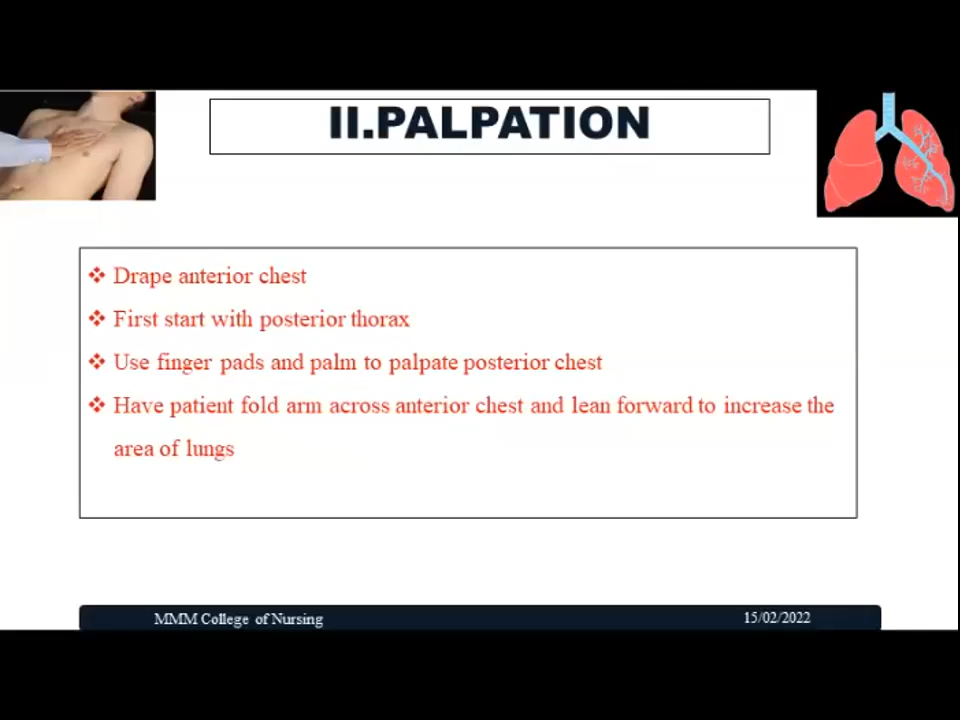 II.PALPATION
❖ Drape anterior chest
❖ First start with posterior thorax
❖ Use finger pads and palm to palpate posterior chest
❖ Have patient fold arm across anterior chest and lean forward to increase the
area of lungs
MMM College of Nursing
15/02/2022